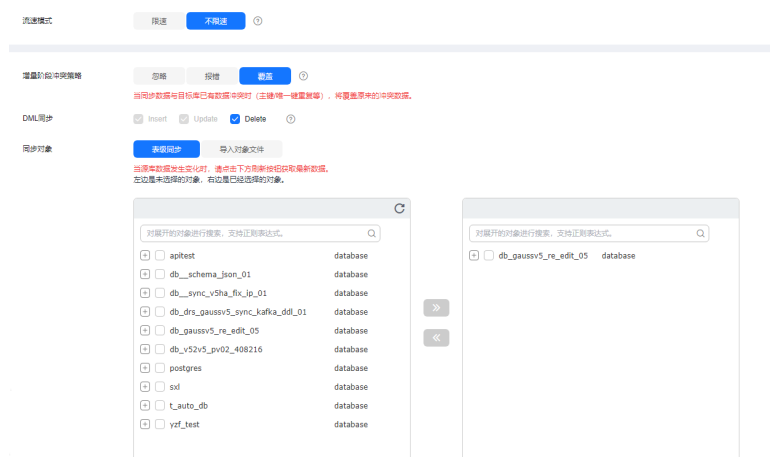 流速模式 限速 不限速
增量阶段冲突策略 忽略 报错 覆盖
当同步数据与目标库已有数据冲突时（主键/唯一键重复等），将覆盖原来的冲突数据。
DML同步 Insert Update Delete
同步对象 表级同步 导入对象文件
当源库数据发生变化时，请点击下方刷新按钮获取最新数据。
左边是未选择的对象，右边是已经选择的对象。
对展开的对象进行搜索，支持正则表达式。 对展开的对象进行搜索，支持正则表达式。
apitest database db_gaussv5_re_edit_05 database
db__schema_json_01 database
db__sync_v5ha_fix_ip_01 database
db_drs_gaussv5_sync_kafka_ddl_01 database
db_gaussv5_re_edit_05 database
db_v52v5_pv02_408216 database
postgres database
sxl database
t_auto_db database
yzf_test database